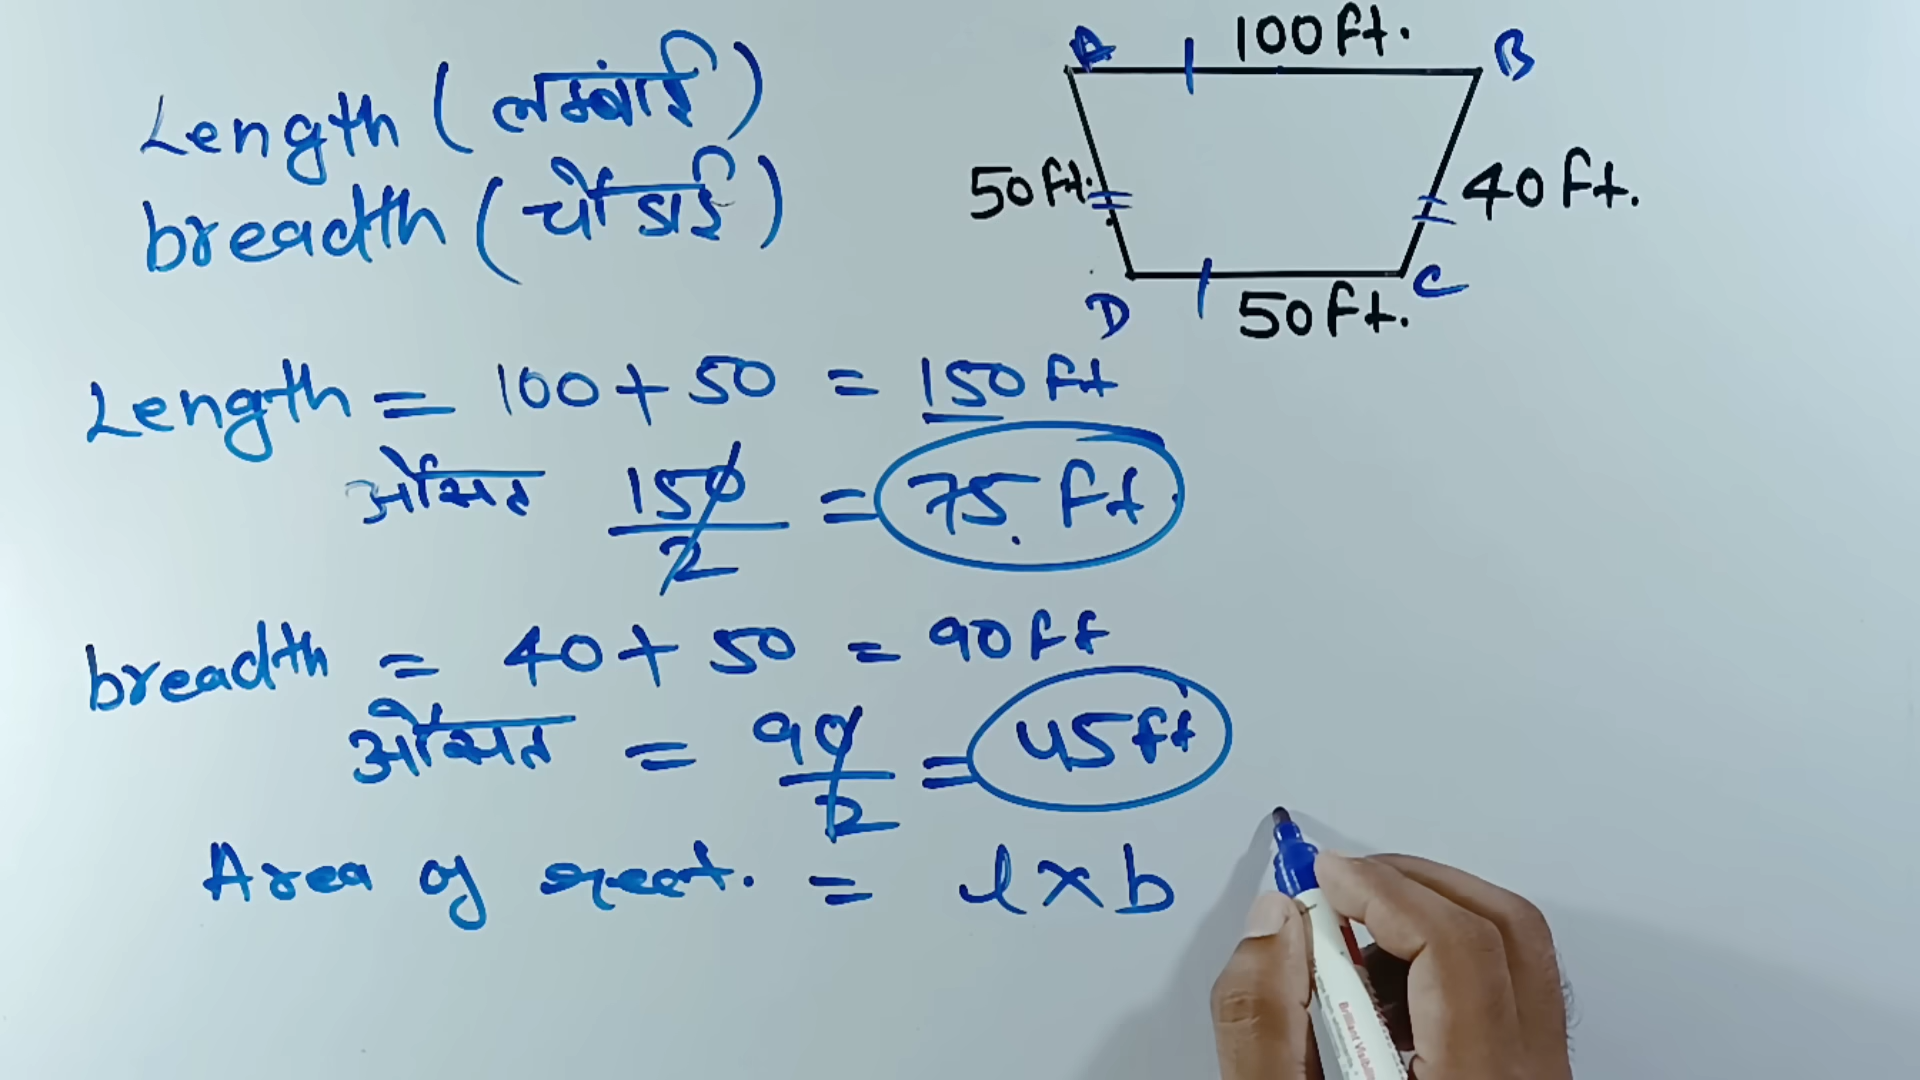 Length (लम्बाई)
breadth (चौडाई)
A 100 ft. B
50 ft. 40 ft.
D 50 ft. C
Length = 100 + 50 = 150 ft
औसत 150/2 = 75 ft
breadth = 40 + 50 = 90 ft
औसत = 90/2 = 45 ft
Area of rect. = l × b